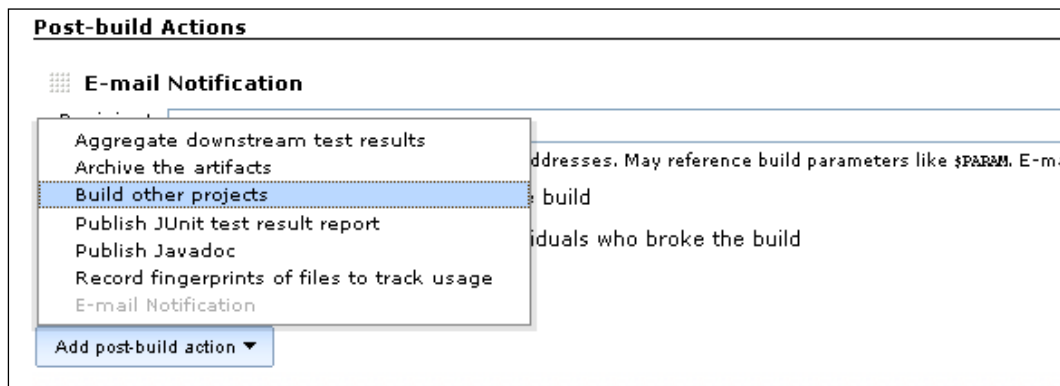 Post-build Actions
E-mail Notification
Aggregate downstream test results
Archive the artifacts
ddresses. May reference build parameters like $PARAM. E-m
Build other projects
build
Publish JUnit test result report
iduals who broke the build
Publish Javadoc
Record fingerprints of files to track usage
E-mail Notification
Add post-build action